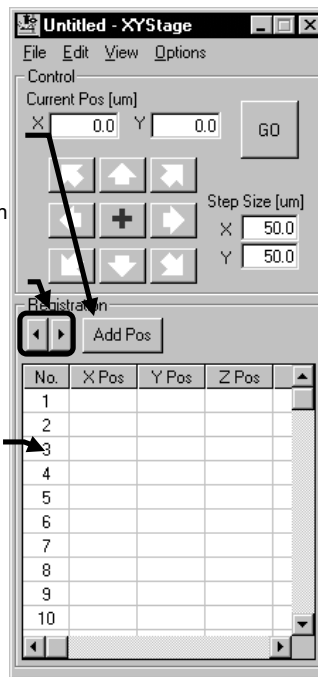 Untitled - XYStage
File Edit View Options
Control
Current Pos [um]
X 0.0 Y 0.0 GO
Step Size [um]
X 50.0
Y 50.0
Registration
Add Pos
No. X Pos Y Pos Z Pos
1
2
3
4
5
6
7
8
9
10